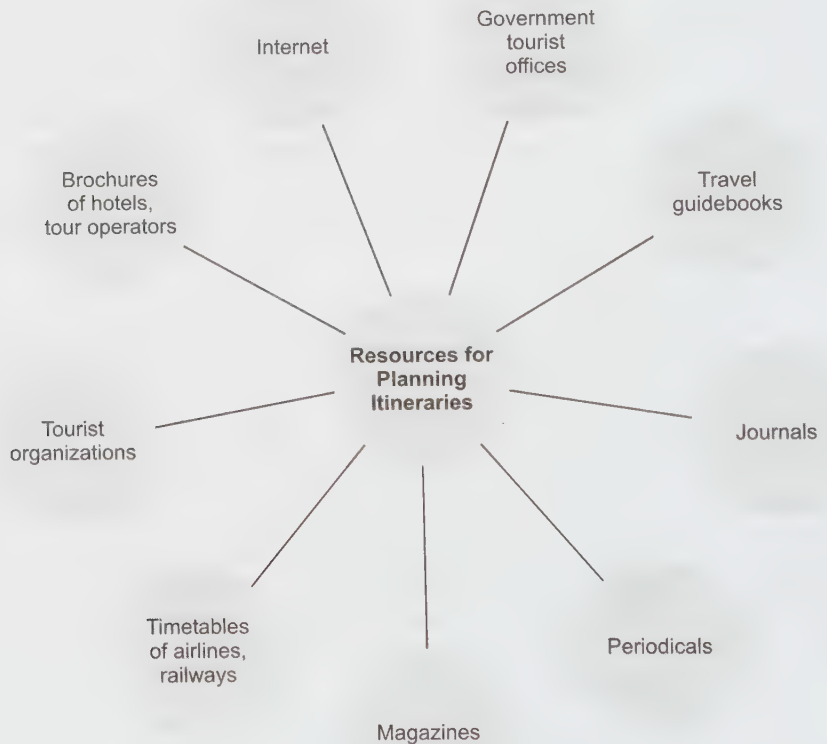 Internet
Government
tourist
offices
Brochures
of hotels,
tour operators
Travel
guidebooks
Resources for
Planning
Itineraries
Tourist
organizations
Journals
Timetables
of airlines,
railways
Periodicals
Magazines